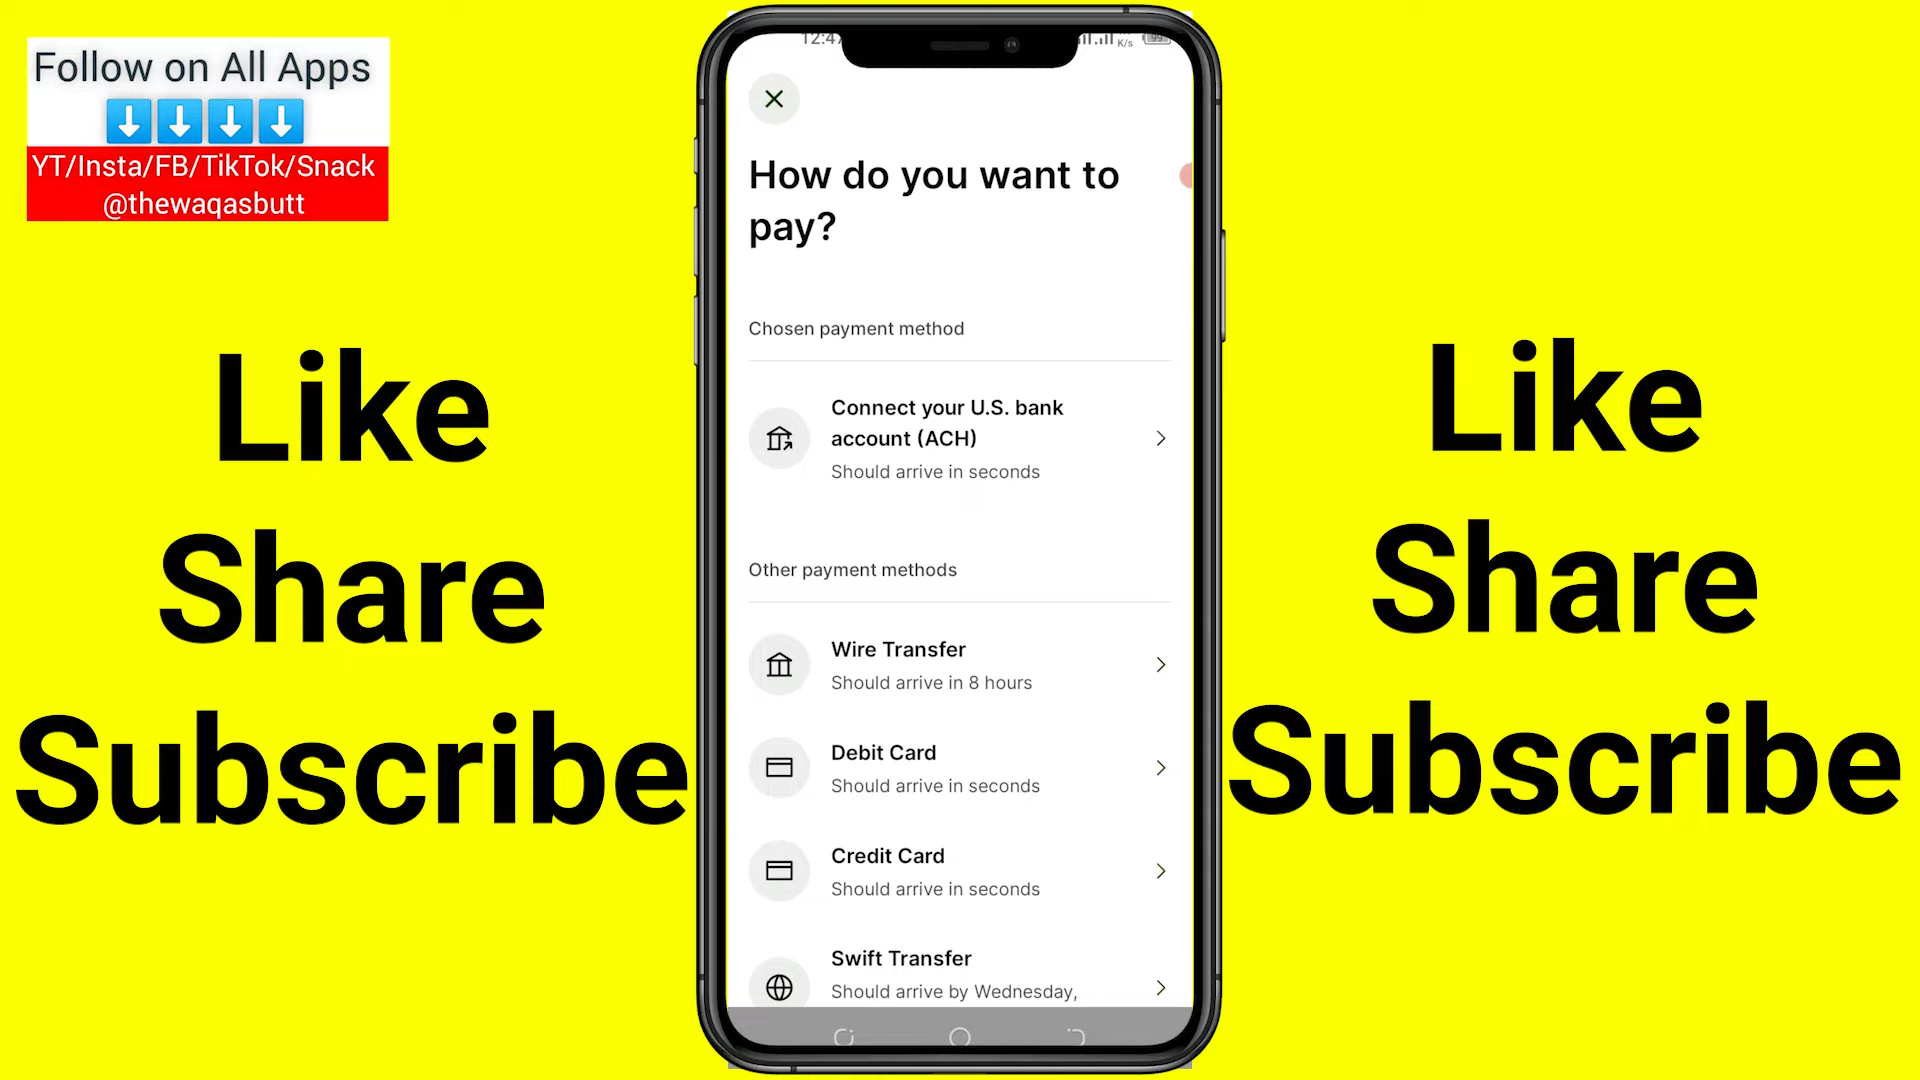 Follow on All Apps
YT/Insta/FB/TikTok/Snack
@thewaqasbutt
Like
Share
Subscribe
12:47
K/s
99
How do you want to
pay?
Chosen payment method
Connect your U.S. bank
account (ACH)
Should arrive in seconds
Other payment methods
Wire Transfer
Should arrive in 8 hours
Debit Card
Should arrive in seconds
Credit Card
Should arrive in seconds
Swift Transfer
Should arrive by Wednesday,
Like
Share
Subscribe